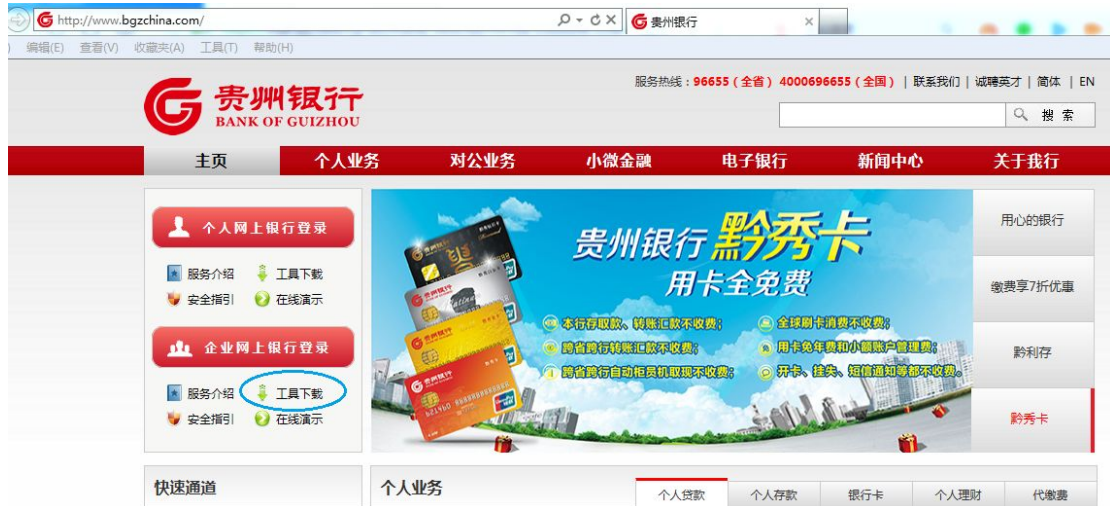 http://www.bgzchina.com/
贵州银行
编辑(E) 查看(V) 收藏夹(A) 工具(T) 帮助(H)
服务热线：96655（全省） 4000696655（全国） | 联系我们 | 诚聘英才 | 简体 | EN
贵州银行
BANK OF GUIZHOU
搜索
主页 个人业务 对公业务 小微金融 电子银行 新闻中心 关于我行
个人网上银行登录
服务介绍 工具下载
安全指引 在线演示
企业网上银行登录
服务介绍 工具下载
安全指引 在线演示
贵州银行黔秀卡
用卡全免费
本行存取款、转账汇款不收费；
全球刷卡消费不收费；
跨省跨行转账汇款不收费；
用卡免年费和小额账户管理费；
跨省跨行自动柜员机取现不收费；
开卡、挂失、短信通知等都不收费。
用心的银行
缴费享7折优惠
黔利存
黔秀卡
快速通道
个人业务
个人贷款 个人存款 银行卡 个人理财 代缴费